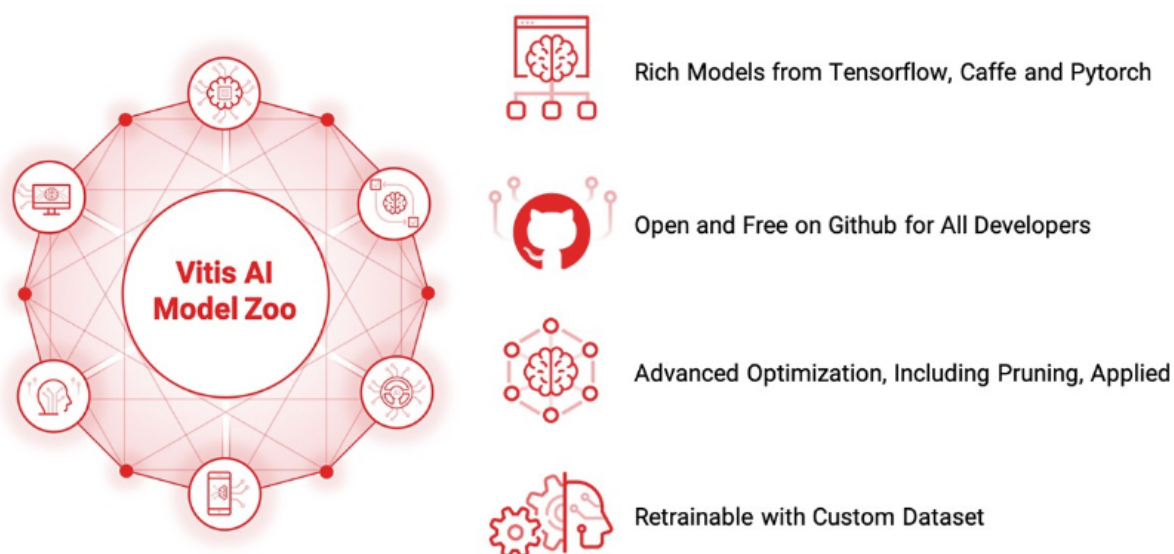 Vitis AI
Model Zoo
Rich Models from Tensorflow, Caffe and Pytorch
Open and Free on Github for All Developers
Advanced Optimization, Including Pruning, Applied
Retrainable with Custom Dataset